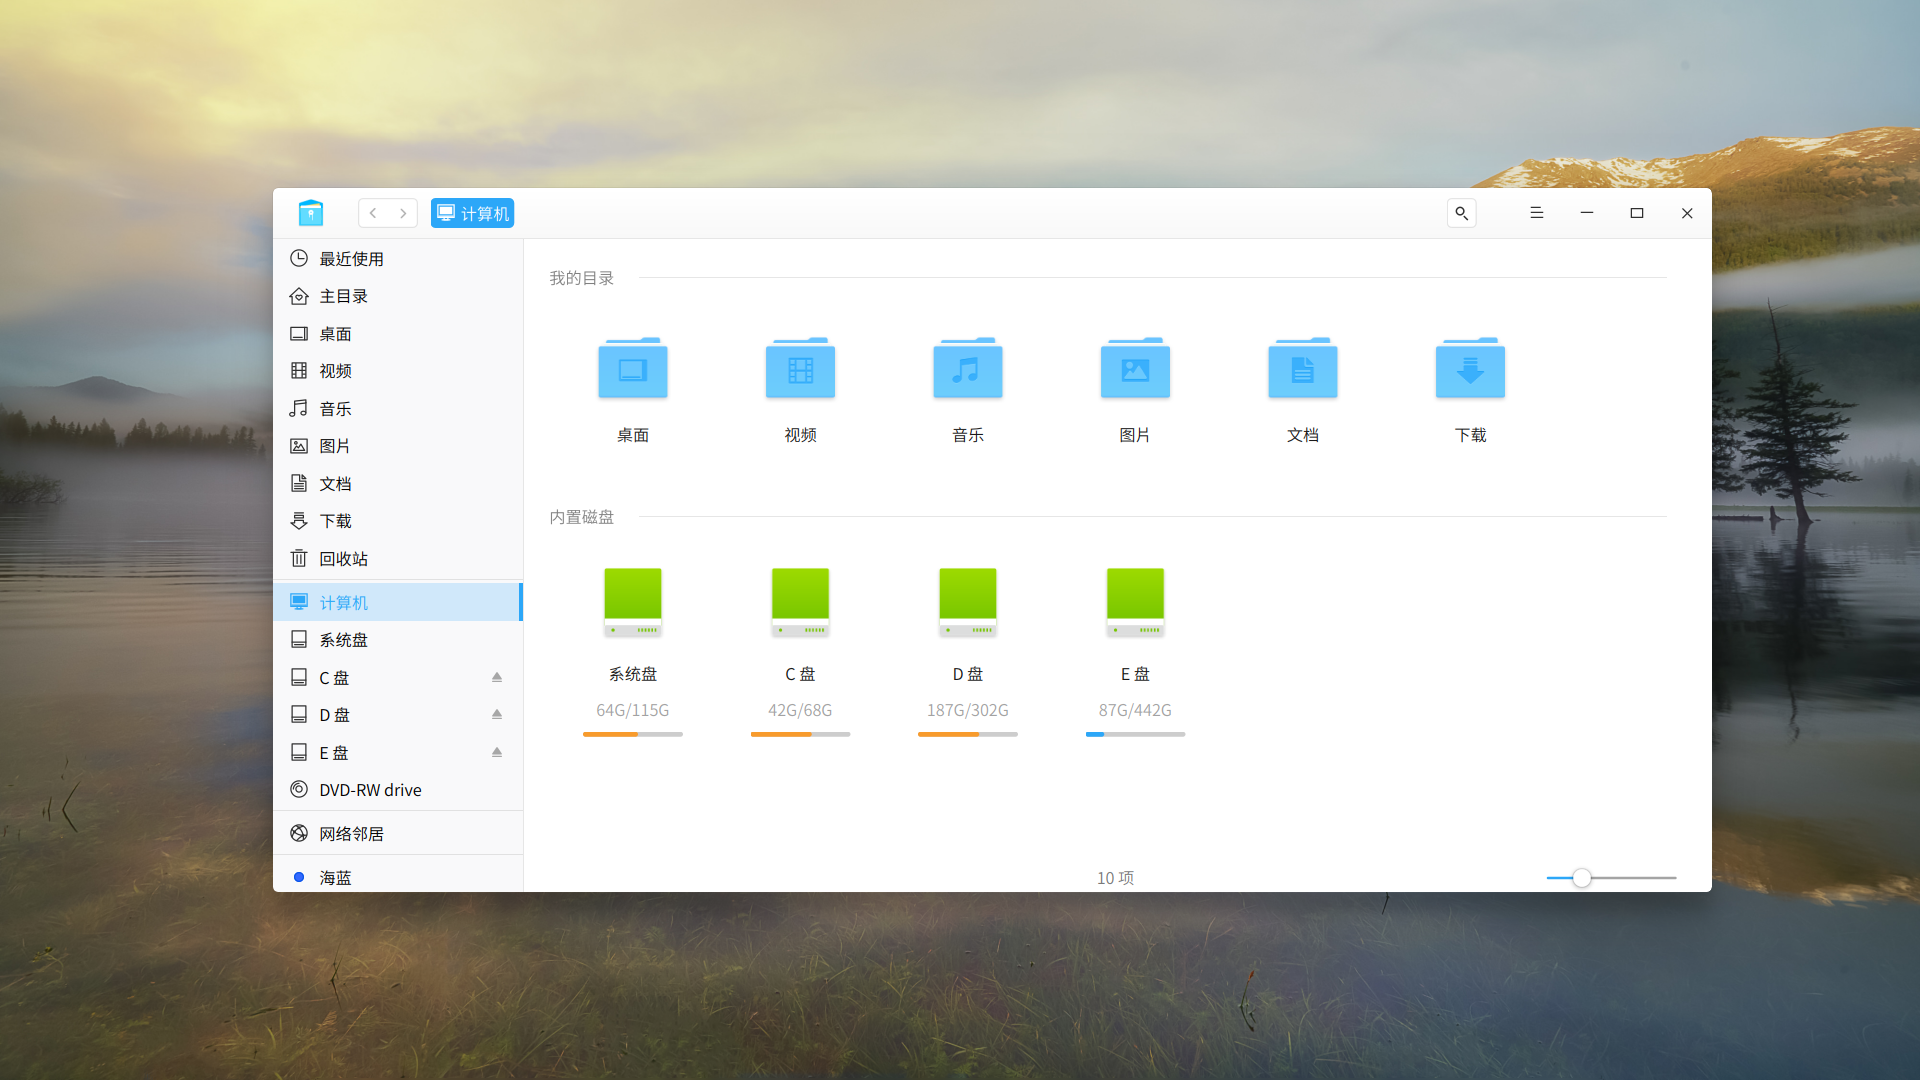 计算机
最近使用
主目录
桌面
视频
音乐
图片
文档
下载
回收站
计算机
系统盘
C 盘
D 盘
E 盘
DVD-RW drive
网络邻居
海蓝
我的目录
桌面 视频 音乐 图片 文档 下载
内置磁盘
系统盘 C 盘 D 盘 E 盘
64G/115G 42G/68G 187G/302G 87G/442G
10 项